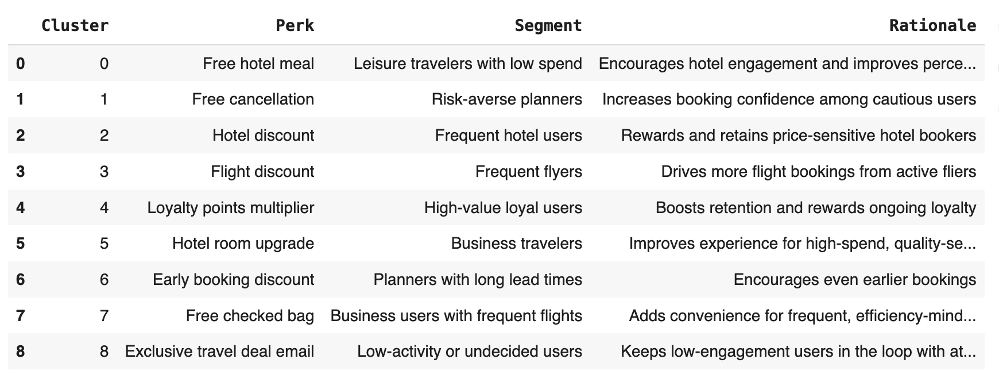 Cluster Perk Segment Rationale
0 0 Free hotel meal Leisure travelers with low spend Encourages hotel engagement and improves perce...
1 1 Free cancellation Risk-averse planners Increases booking confidence among cautious users
2 2 Hotel discount Frequent hotel users Rewards and retains price-sensitive hotel bookers
3 3 Flight discount Frequent flyers Drives more flight bookings from active fliers
4 4 Loyalty points multiplier High-value loyal users Boosts retention and rewards ongoing loyalty
5 5 Hotel room upgrade Business travelers Improves experience for high-spend, quality-se...
6 6 Early booking discount Planners with long lead times Encourages even earlier bookings
7 7 Free checked bag Business users with frequent flights Adds convenience for frequent, efficiency-mind...
8 8 Exclusive travel deal email Low-activity or undecided users Keeps low-engagement users in the loop with at...